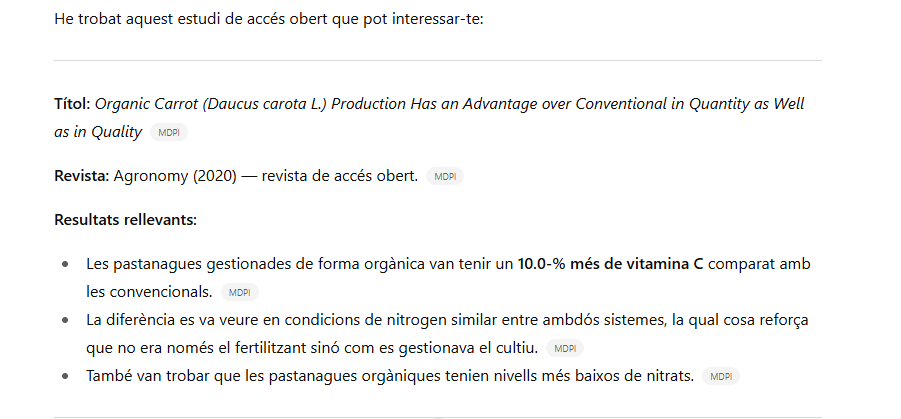 He trobat aquest estudi de accés obert que pot interessar-te:
Títol: Organic Carrot (Daucus carota L.) Production Has an Advantage over Conventional in Quantity as Well
as in Quality MDPI
Revista: Agronomy (2020) — revista de accés obert. MDPI
Resultats rellevants:
• Les pastanagues gestionades de forma orgànica van tenir un 10.0-% més de vitamina C comparat amb
les convencionals. MDPI
• La diferència es va veure en condicions de nitrogen similar entre ambdós sistemes, la qual cosa reforça
que no era només el fertilitzant sinó com es gestionava el cultiu. MDPI
• També van trobar que les pastanagues orgàniques tenien nivells més baixos de nitrats. MDPI